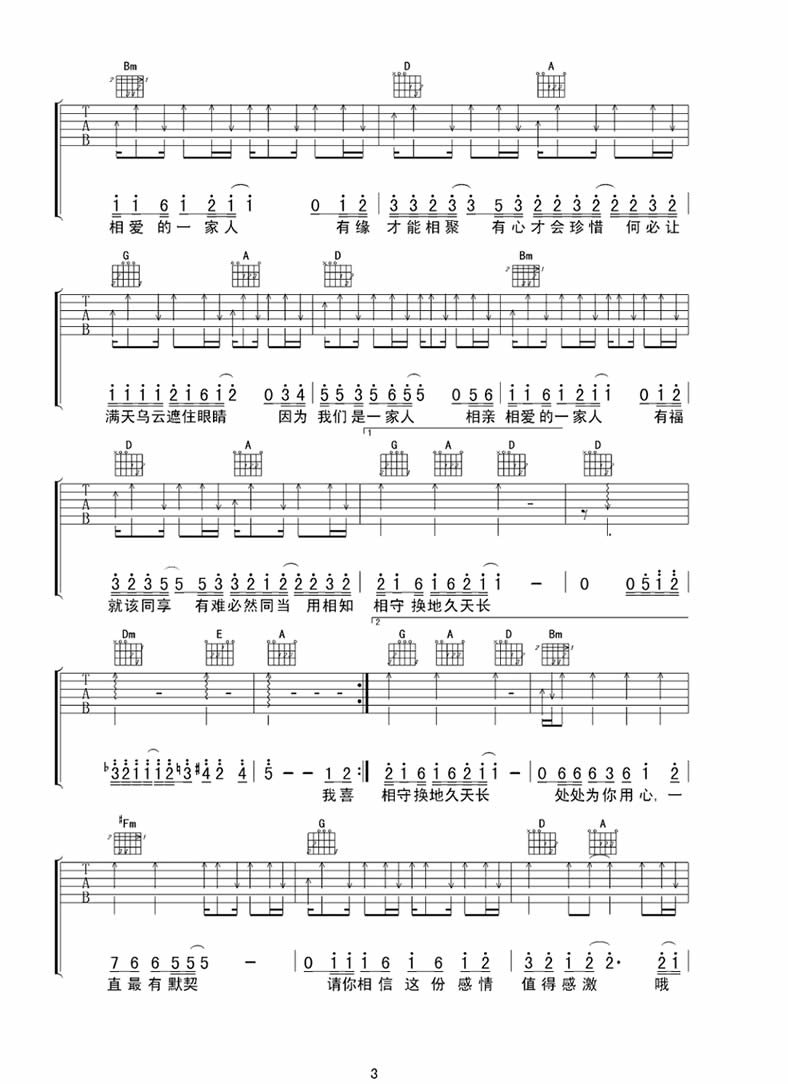 Bm D A
T A B
1 1 6 1 2 1 1 0 1 2 3 3 2 3 3 5 3 2 2 3 2 2 2 3 2
相爱的一家人 有缘才能相聚 有心才会珍惜 何必让
G A D Bm
T A B
1 1 1 1 2 1 6 1 2 0 3 4 5 5 3 5 6 5 5 0 5 6 1 1 6 1 2 1 1 0 1 2
满天乌云遮住眼睛 因为我们是一家人 相亲相爱的一家人 有福
1
D A G A D D
T A B
3 2 3 5 5 5 3 3 2 1 2 2 2 3 2 2 1 6 1 6 2 1 1 - 0 0 5 1 2
就该同享 有难必然同当 用相知相守换地久天长
2
Dm E A G A D Bm
T A B
♭3 2 1 1 1 1 2 ♮3 ♯4 2 4 5 - - 1 2 2 1 6 1 6 2 1 1 - 0 6 6 6 3 6 1 2
我喜 相守换地久天长 处处为你用心, 一
♯Fm G D A
T A B
7 6 6 5 5 5 - 0 1 1 1 6 1 6 1 2 3 2 1 2 2· 2 1
直最有默契 请你相信这份感情 值得感激 哦
3